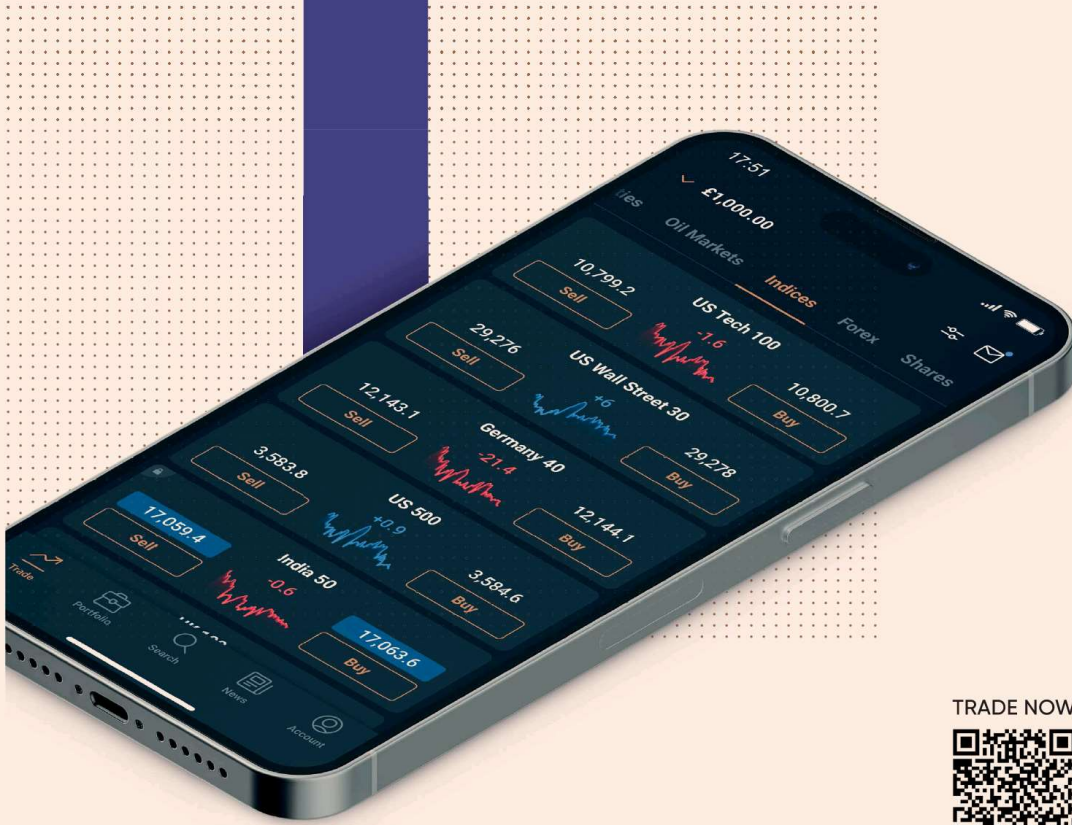 17:51
£1,000.00
ties Oil Markets Indices Forex Shares
US Tech 100
10,799.2 -1.6 10,800.7
Sell Buy
US Wall Street 30
29,276 +6 29,278
Sell Buy
Germany 40
12,143.1 -21.4 12,144.1
Sell Buy
US 500
3,583.8 +0.9 3,584.6
Sell Buy
India 50
17,059.4 -0.6 17,063.6
Sell Buy
Trade Portfolio Search News Account
TRADE NOW